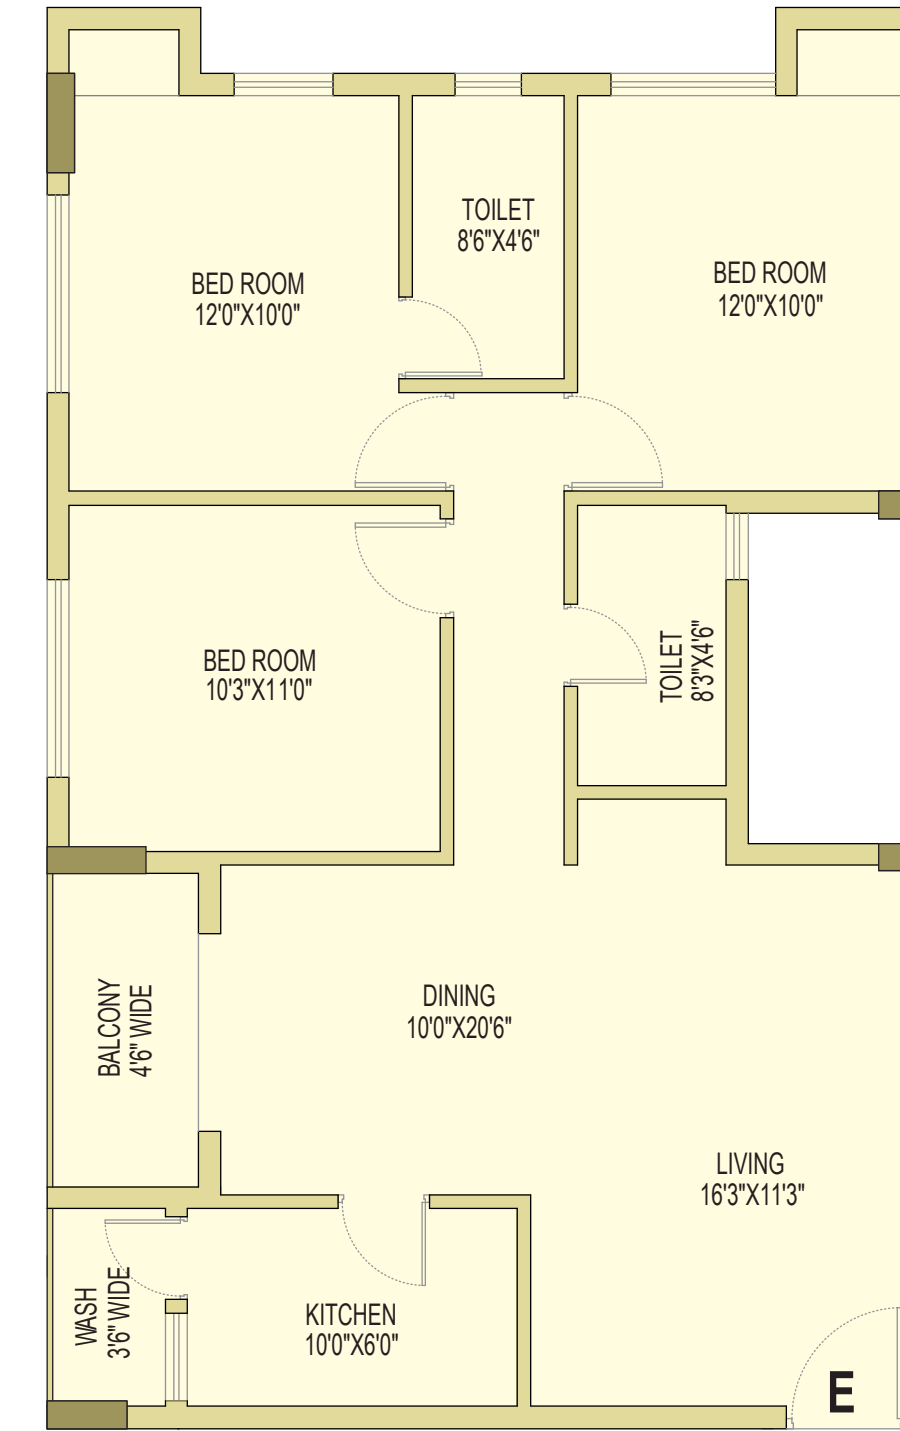 TOILET
8'6"X4'6"
BED ROOM
12'0"X10'0"
BED ROOM
12'0"X10'0"
BED ROOM
10'3"X11'0"
TOILET
8'3"X4'6"
BALCONY
4'6" WIDE
DINING
10'0"X20'6"
LIVING
16'3"X11'3"
WASH
3'6" WIDE
KITCHEN
10'0"X6'0"
E